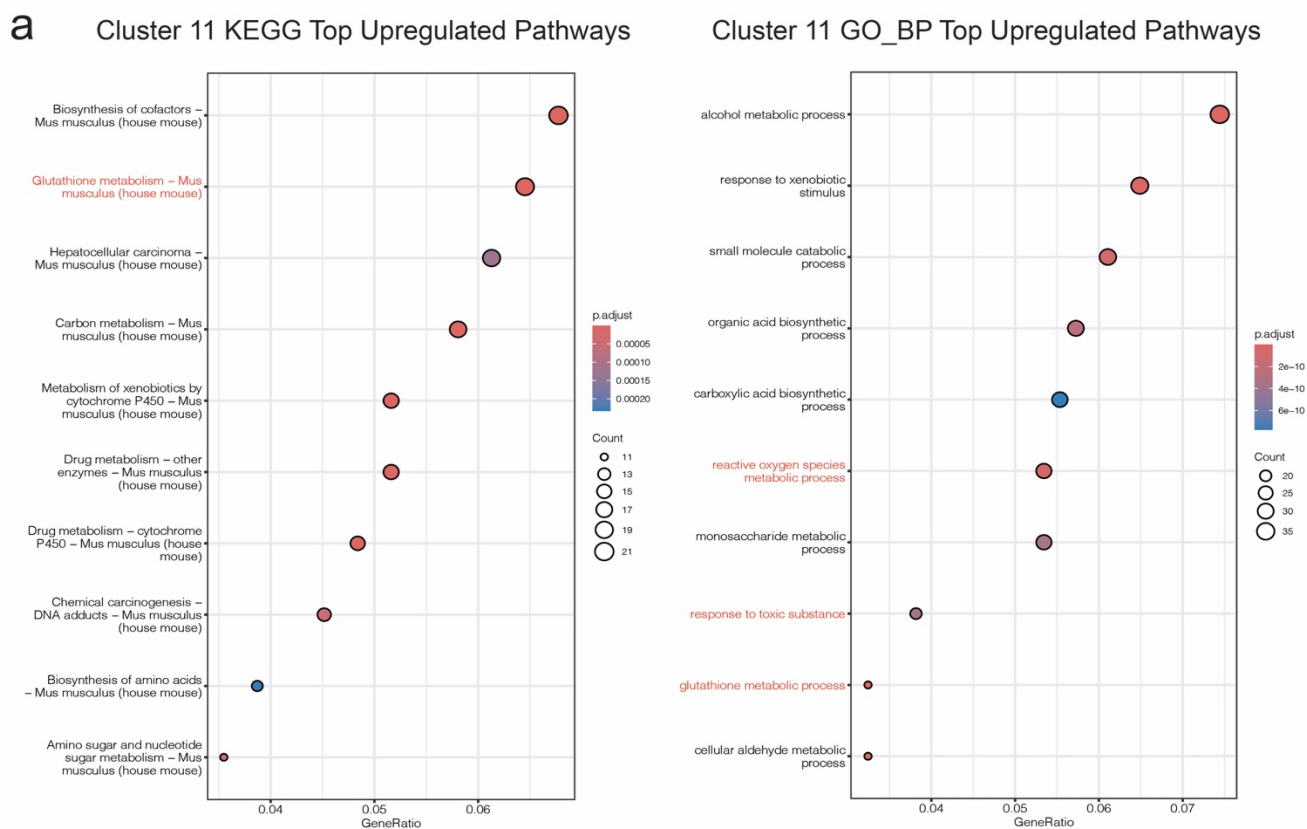 a
Cluster 11 KEGG Top Upregulated Pathways
Biosynthesis of cofactors –
Mus musculus (house mouse)
Glutathione metabolism – Mus
musculus (house mouse)
Hepatocellular carcinoma –
Mus musculus (house mouse)
Carbon metabolism – Mus
musculus (house mouse)
Metabolism of xenobiotics by
cytochrome P450 – Mus
musculus (house mouse)
Drug metabolism – other
enzymes – Mus musculus
(house mouse)
Drug metabolism – cytochrome
P450 – Mus musculus (house
mouse)
Chemical carcinogenesis –
DNA adducts – Mus musculus
(house mouse)
Biosynthesis of amino acids
– Mus musculus (house mouse)
Amino sugar and nucleotide
sugar metabolism – Mus
musculus (house mouse)
0.04
0.05
0.06
GeneRatio
p.adjust
0.00005
0.00010
0.00015
0.00020
Count
11
13
15
17
19
21
Cluster 11 GO_BP Top Upregulated Pathways
alcohol metabolic process
response to xenobiotic
stimulus
small molecule catabolic
process
organic acid biosynthetic
process
carboxylic acid biosynthetic
process
reactive oxygen species
metabolic process
monosaccharide metabolic
process
response to toxic substance
glutathione metabolic process
cellular aldehyde metabolic
process
0.04
0.05
0.06
0.07
GeneRatio
p.adjust
2e−10
4e−10
6e−10
Count
20
25
30
35